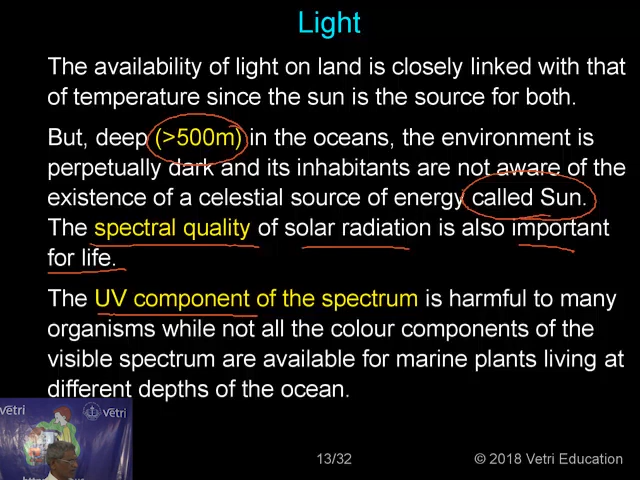 Light
The availability of light on land is closely linked with that
of temperature since the sun is the source for both.
But, deep (>500m) in the oceans, the environment is
perpetually dark and its inhabitants are not aware of the
existence of a celestial source of energy called Sun.
The spectral quality of solar radiation is also important
for life.
The UV component of the spectrum is harmful to many
organisms while not all the colour components of the
visible spectrum are available for marine plants living at
different depths of the ocean.
Vetri
Vetri
13/32
© 2018 Vetri Education